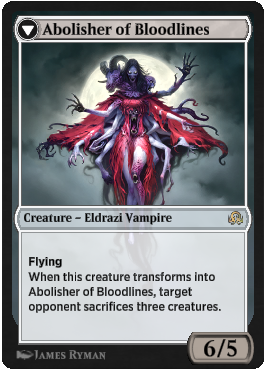 Abolisher of Bloodlines
Creature – Eldrazi Vampire
Flying
When this creature transforms into
Abolisher of Bloodlines, target
opponent sacrifices three creatures.
6/5
James Ryman